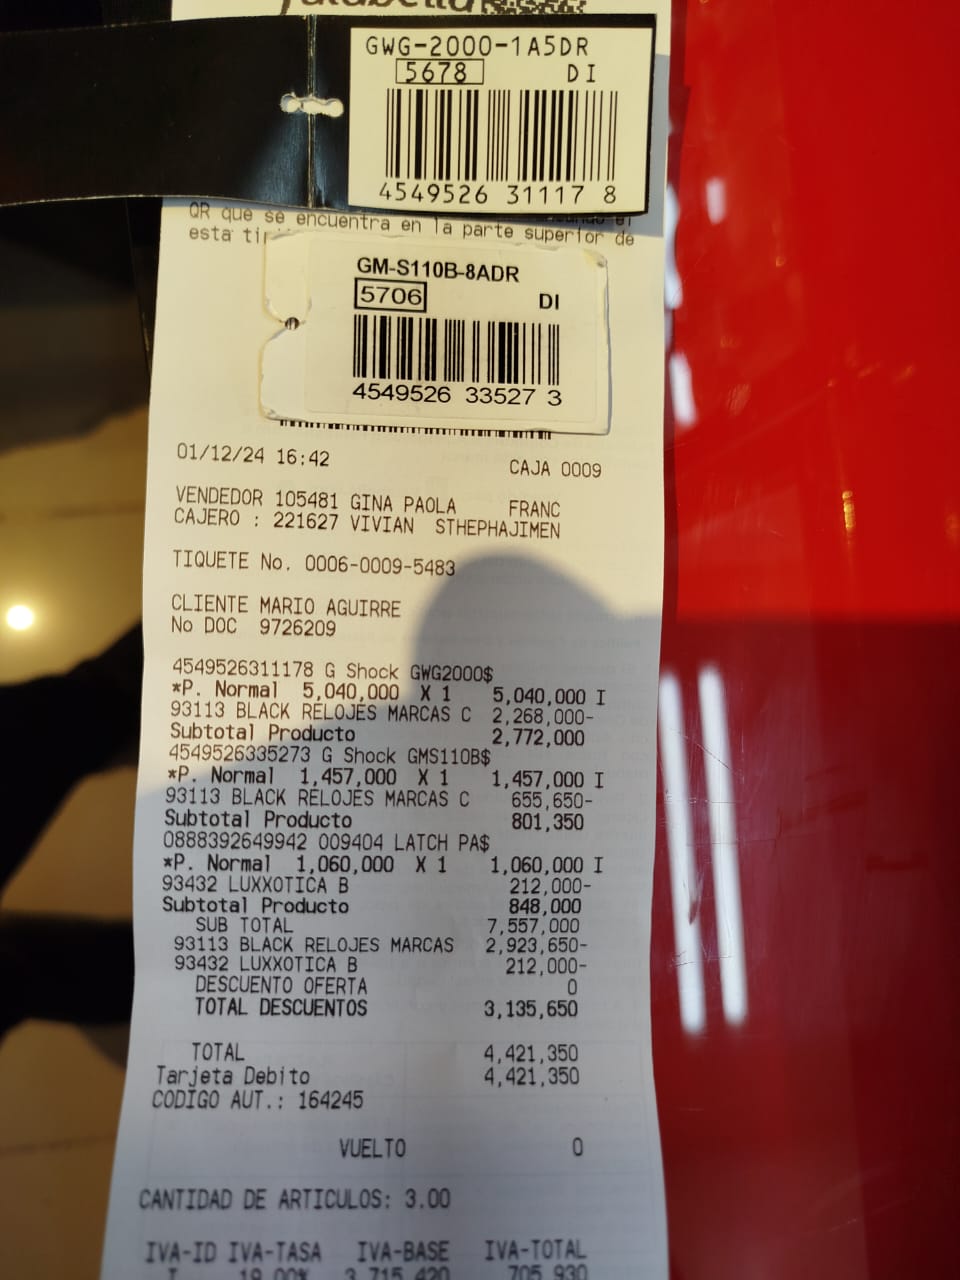 GWG-2000-1A5DR
5678 DI
4549526 31117 8
QR que se encuentra en la parte superior de
esta
GM-S110B-8ADR
5706 DI
4549526 33527 3
01/12/24 16:42 CAJA 0009
VENDEDOR 105481 GINA PAOLA FRANC
CAJERO : 221627 VIVIAN STHEPHAJIMEN
TIQUETE No. 0006-0009-5483
CLIENTE MARIO AGUIRRE
No DOC 9726209
4549526311178 G Shock GWG2000$
*P. Normal 5,040,000 X 1 5,040,000 I
93113 BLACK RELOJES MARCAS C 2,268,000-
Subtotal Producto 2,772,000
4549526335273 G Shock GMS110B$
*P. Normal 1,457,000 X 1 1,457,000 I
93113 BLACK RELOJES MARCAS C 655,650-
Subtotal Producto 801,350
0888392649942 009404 LATCH PA$
*P. Normal 1,060,000 X 1 1,060,000 I
93432 LUXXOTICA B 212,000-
Subtotal Producto 848,000
SUB TOTAL 7,557,000
93113 BLACK RELOJES MARCAS 2,923,650-
93432 LUXXOTICA B 212,000-
DESCUENTO OFERTA 0
TOTAL DESCUENTOS 3,135,650
TOTAL 4,421,350
Tarjeta Debito 4,421,350
CODIGO AUT.: 164245
VUELTO 0
CANTIDAD DE ARTICULOS: 3.00
IVA-ID IVA-TASA IVA-BASE IVA-TOTAL
I 19.00% 3,715,420 705,930